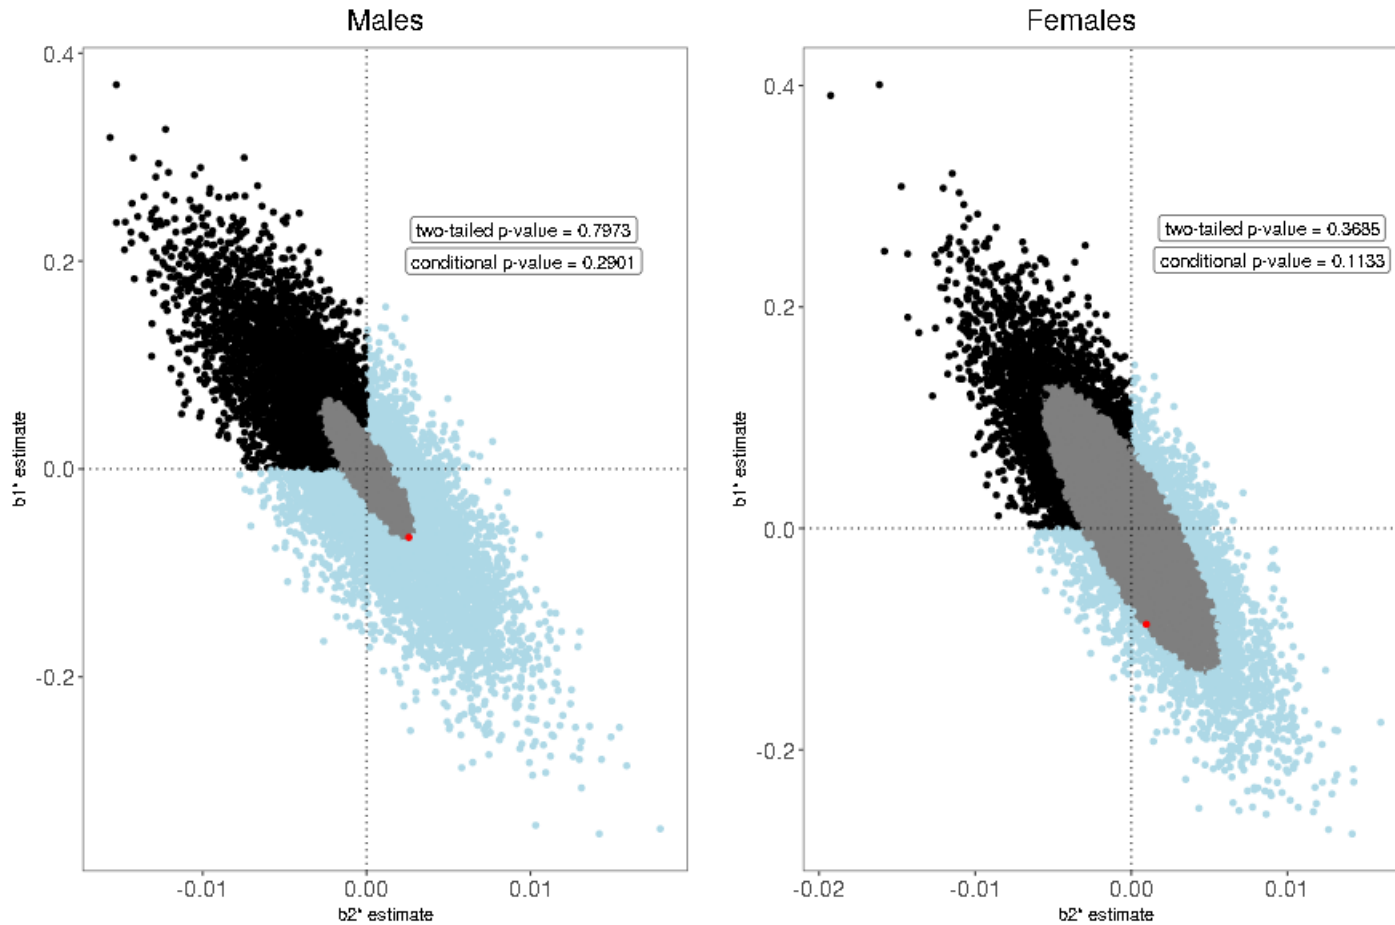 Males
Females
0.4
0.2
0.0
-0.2
b1* estimate
two-tailed p-value = 0.7973
conditional p-value = 0.2901
-0.01
0.00
0.01
b2* estimate
0.4
0.2
0.0
-0.2
b1* estimate
two-tailed p-value = 0.3685
conditional p-value = 0.1133
-0.02
-0.01
0.00
0.01
b2* estimate